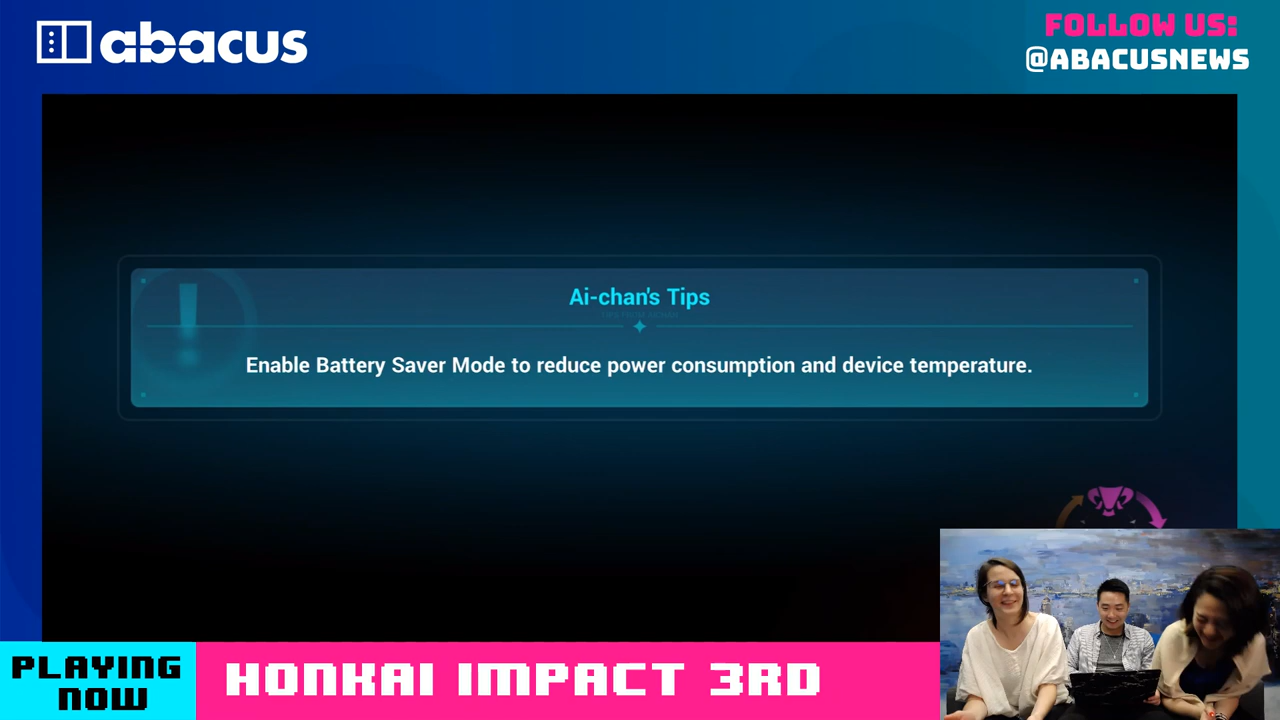 abacus
FOLLOW US:
@ABACUSNEWS
Ai-chan's Tips
Enable Battery Saver Mode to reduce power consumption and device temperature.
PLAYING
NOW
HONKAI IMPACT 3RD